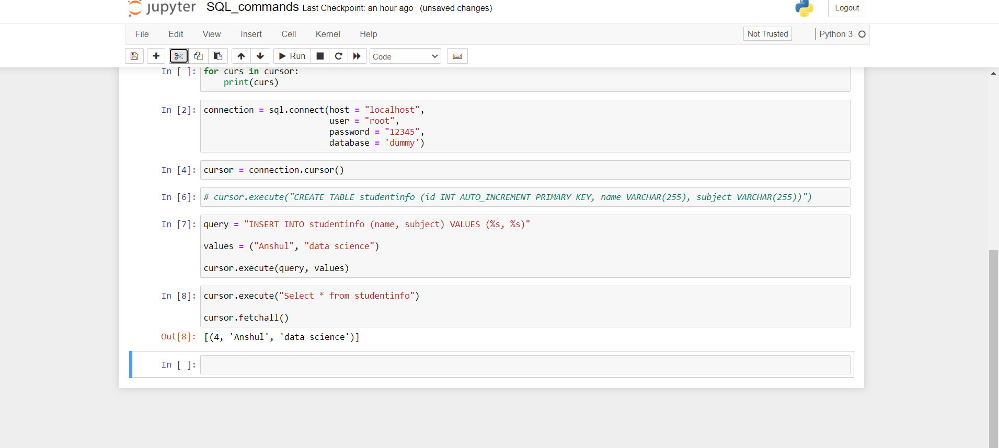 jupyter SQL_commands Last Checkpoint: an hour ago (unsaved changes) Logout
File Edit View Insert Cell Kernel Help Not Trusted Python 3
Run Code
In [ ]: for curs in cursor:
print(curs)
In [2]: connection = sql.connect(host = "localhost",
user = "root",
password = "12345",
database = 'dummy')
In [4]: cursor = connection.cursor()
In [6]: # cursor.execute("CREATE TABLE studentinfo (id INT AUTO_INCREMENT PRIMARY KEY, name VARCHAR(255), subject VARCHAR(255))")
In [7]: query = "INSERT INTO studentinfo (name, subject) VALUES (%s, %s)"
values = ("Anshul", "data science")
cursor.execute(query, values)
In [8]: cursor.execute("Select * from studentinfo")
cursor.fetchall()
Out[8]: [(4, 'Anshul', 'data science')]
In [ ]: